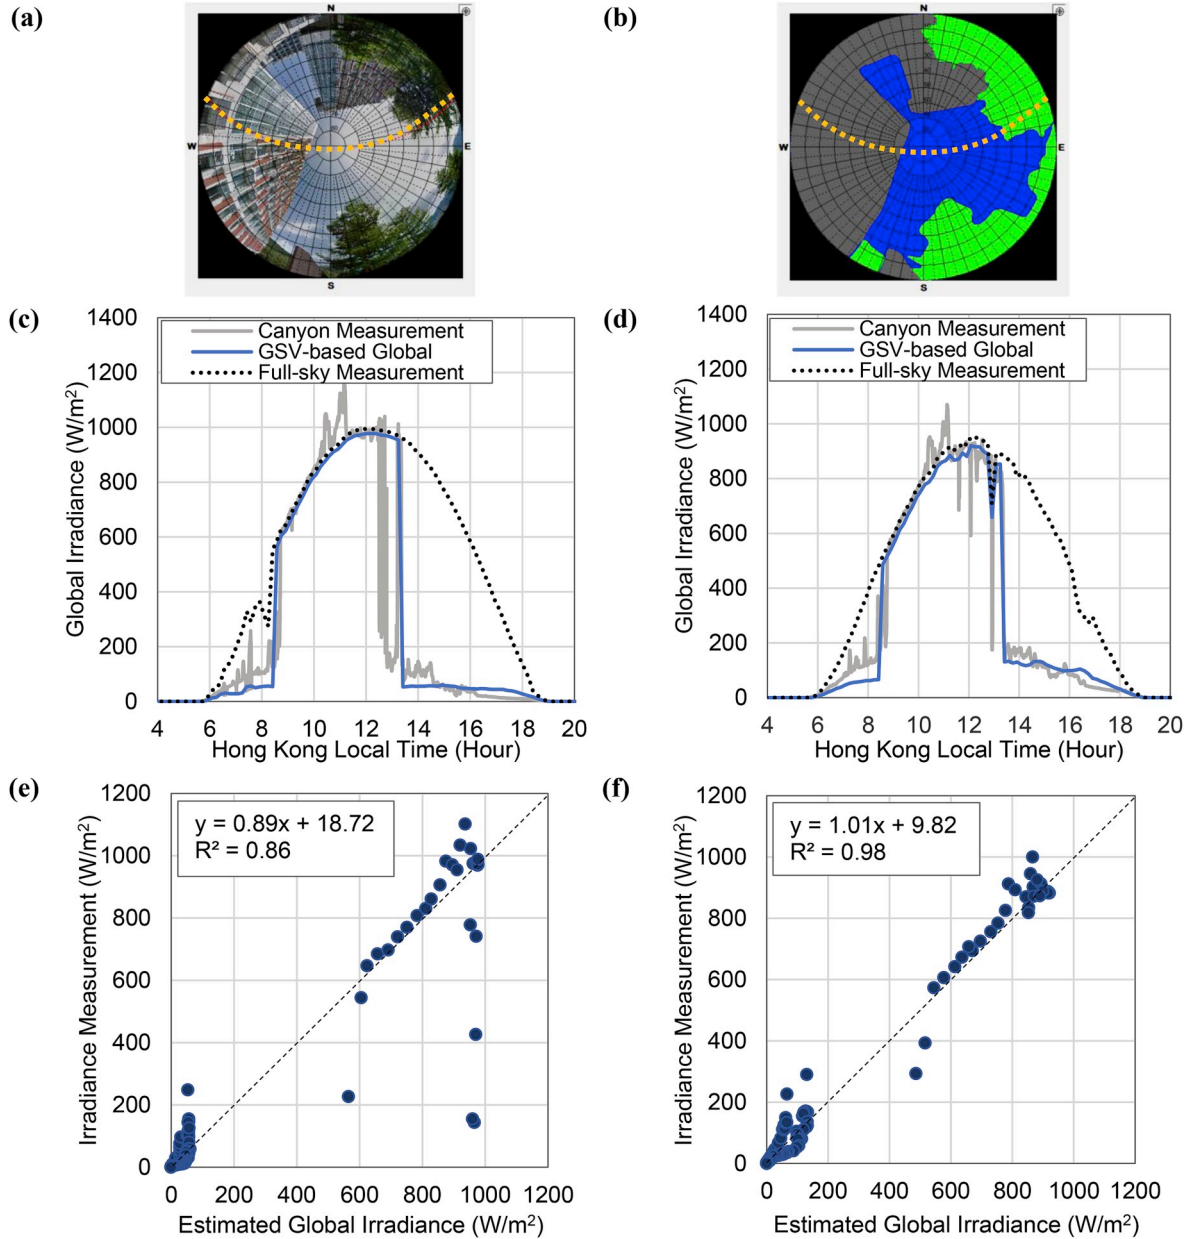 (a)
N
W
E
S
(b)
N
W
E
S
(c)
1400
1200
1000
800
600
400
200
0
Global Irradiance (W/m²)
Canyon Measurement
GSV-based Global
Full-sky Measurement
4 6 8 10 12 14 16 18 20
Hong Kong Local Time (Hour)
(d)
1400
1200
1000
800
600
400
200
0
Global Irradiance (W/m²)
Canyon Measurement
GSV-based Global
Full-sky Measurement
4 6 8 10 12 14 16 18 20
Hong Kong Local Time (Hour)
(e)
1200
1000
800
600
400
200
0
Irradiance Measurement (W/m²)
y = 0.89x + 18.72
R² = 0.86
0 200 400 600 800 1000 1200
Estimated Global Irradiance (W/m²)
(f)
1200
1000
800
600
400
200
0
Irradiance Measurement (W/m²)
y = 1.01x + 9.82
R² = 0.98
0 200 400 600 800 1000 1200
Estimated Global Irradiance (W/m²)